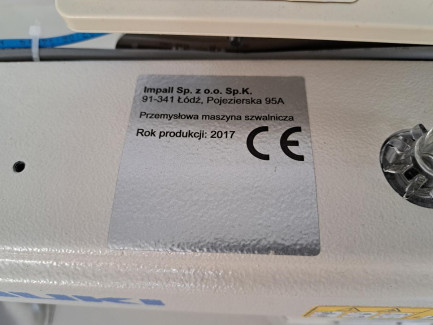 Impall Sp. z o.o. Sp.K.
91-341 Łódź, Pojezierska 95A
Przemysłowa maszyna szwalnicza
Rok produkcji: 2017
CE